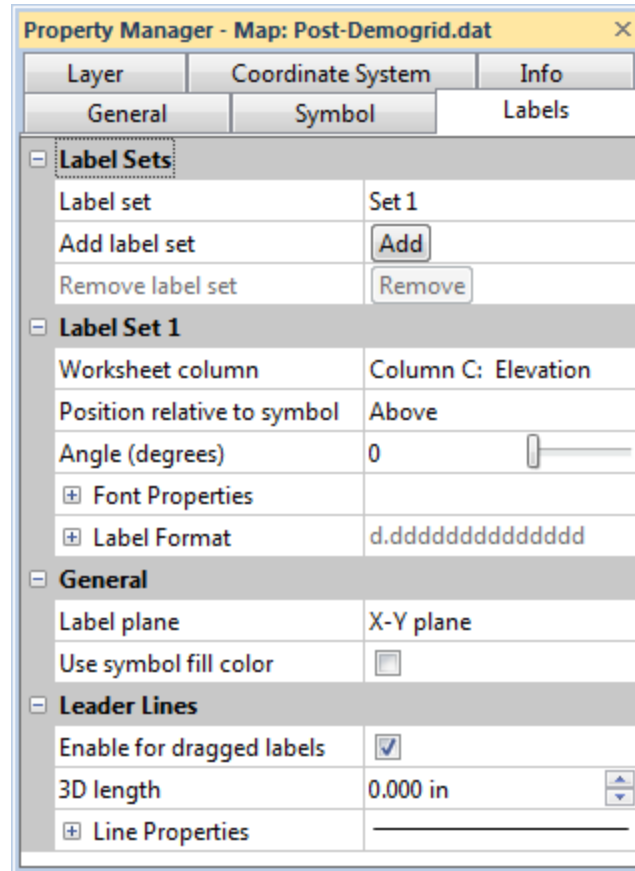 Property Manager - Map: Post-Demogrid.dat
Layer Coordinate System Info
General Symbol Labels
Label Sets
Label set Set 1
Add label set Add
Remove label set Remove
Label Set 1
Worksheet column Column C: Elevation
Position relative to symbol Above
Angle (degrees) 0
Font Properties
Label Format d.dddddddddddddd
General
Label plane X-Y plane
Use symbol fill color
Leader Lines
Enable for dragged labels
3D length 0.000 in
Line Properties